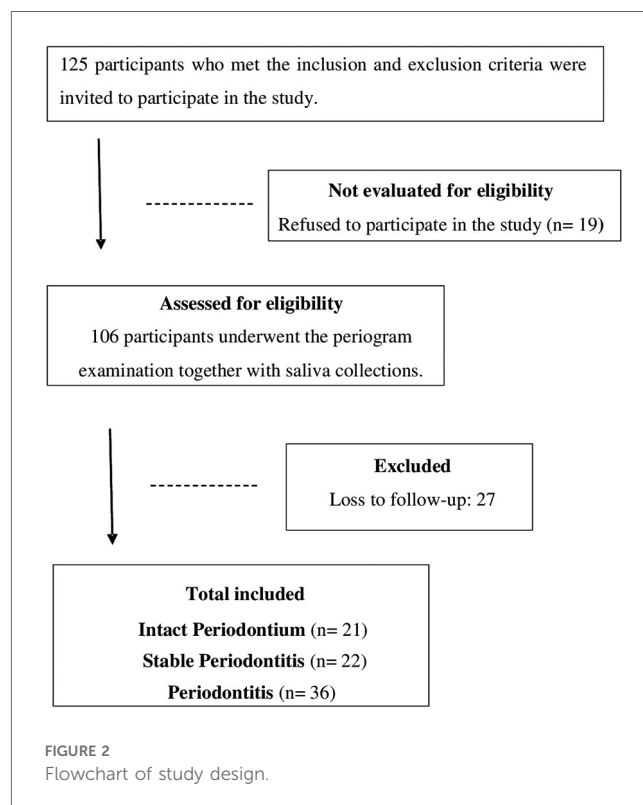 125 participants who met the inclusion and exclusion criteria were
invited to participate in the study.
Not evaluated for eligibility
Refused to participate in the study (n= 19)
Assessed for eligibility
106 participants underwent the periogram
examination together with saliva collections.
Excluded
Loss to follow-up: 27
Total included
Intact Periodontium (n= 21)
Stable Periodontitis (n= 22)
Periodontitis (n= 36)
FIGURE 2
Flowchart of study design.